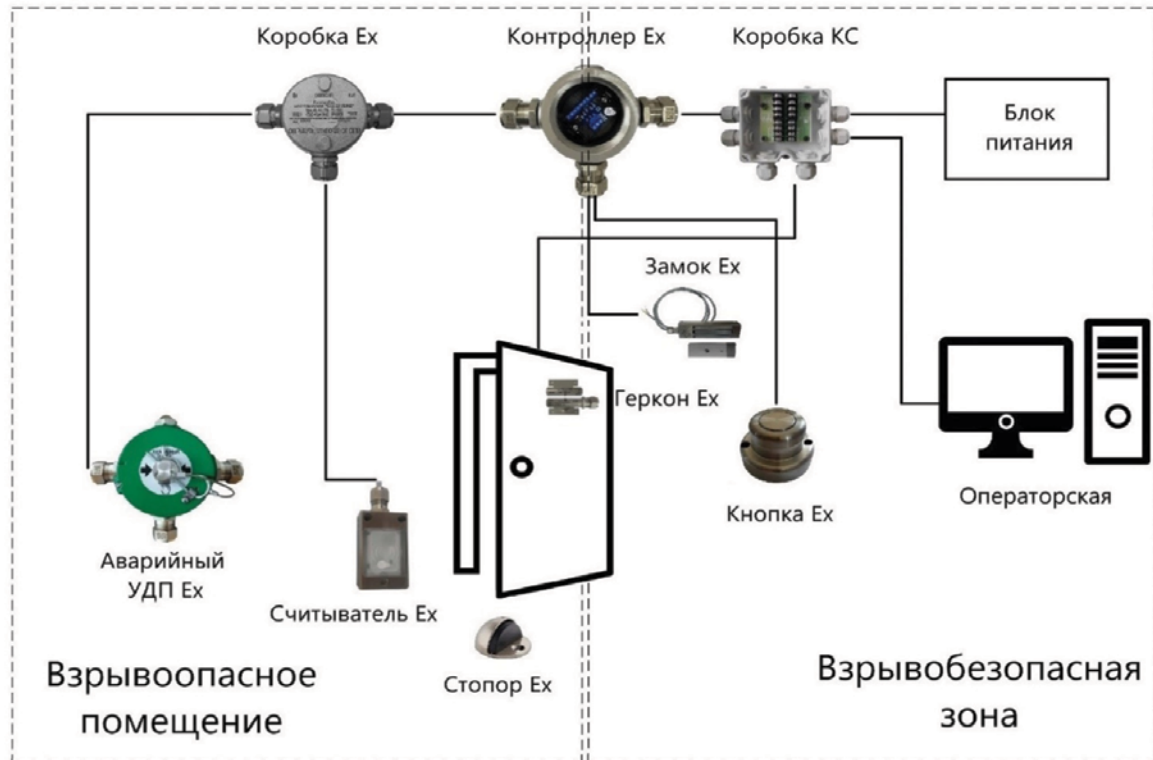 Коробка Ex
Контроллер Ex
Коробка КС
Блок
питания
Замок Ex
Геркон Ex
Кнопка Ex
Операторская
Аварийный
УДП Ex
Считыватель Ex
Стопор Ex
Взрывоопасное
помещение
Взрывобезопасная
зона